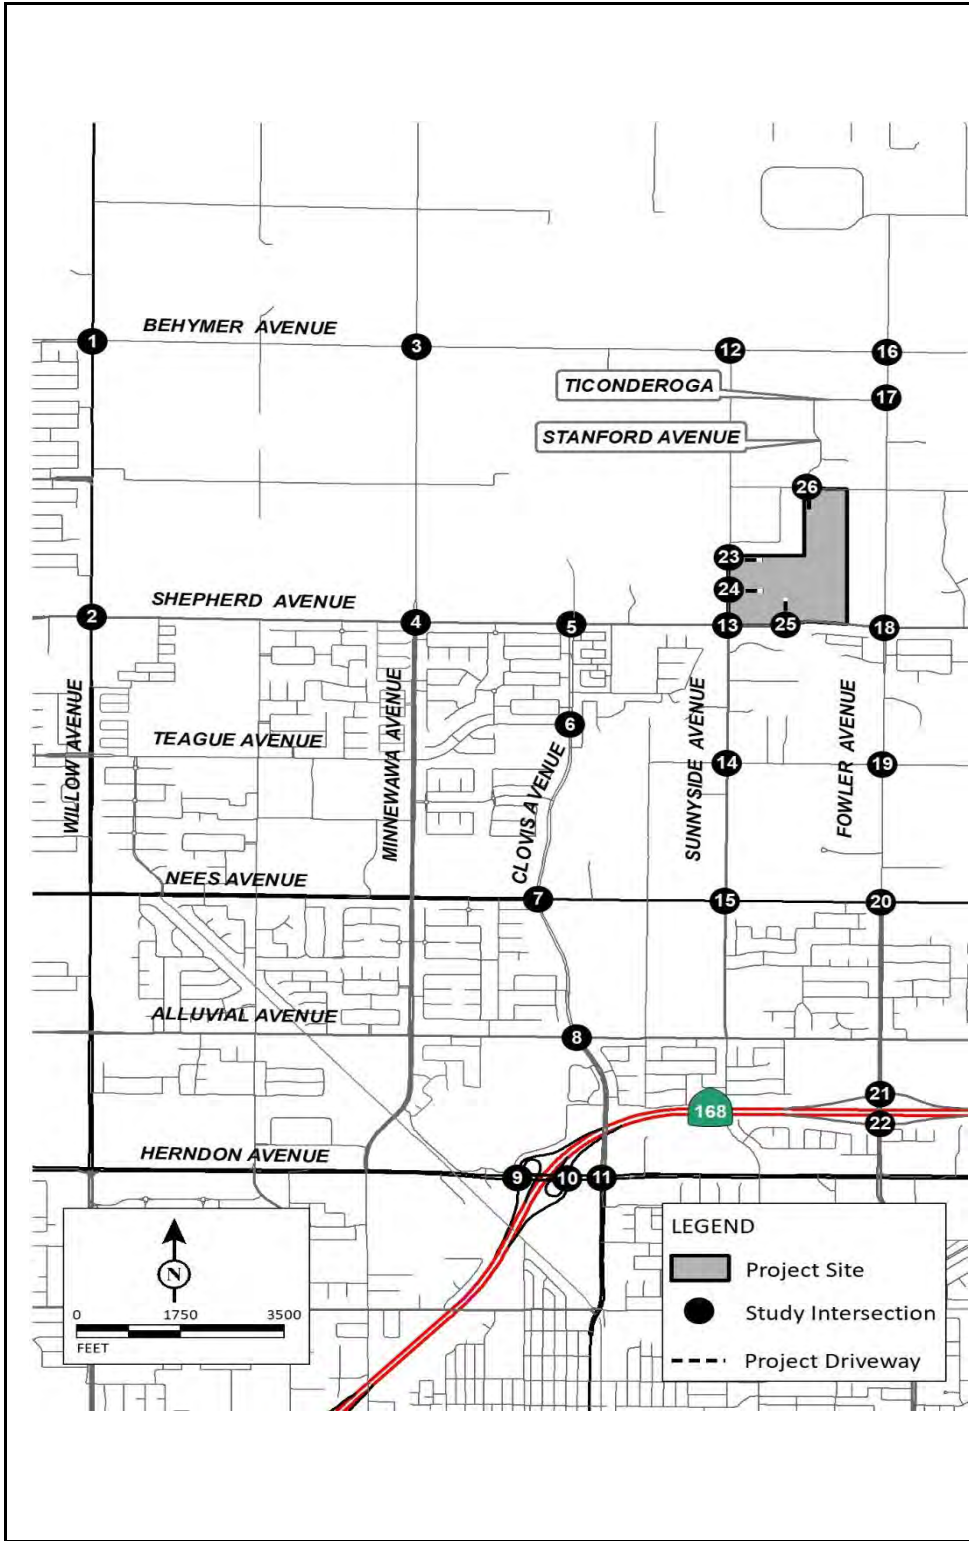 1
BEHYMER AVENUE
3
12
16
TICONDEROGA
17
STANFORD AVENUE
26
23
24
SHEPHERD AVENUE
2
4
5
13
25
18
WILLOW AVENUE
MINNEWAWA AVENUE
6
CLOVIS AVENUE
SUNNYSIDE AVENUE
FOWLER AVENUE
TEAGUE AVENUE
14
19
NEES AVENUE
7
15
20
ALLUVIAL AVENUE
8
168
21
22
HERNDON AVENUE
9
10
11
N
0 1750 3500
FEET
LEGEND
Project Site
Study Intersection
Project Driveway